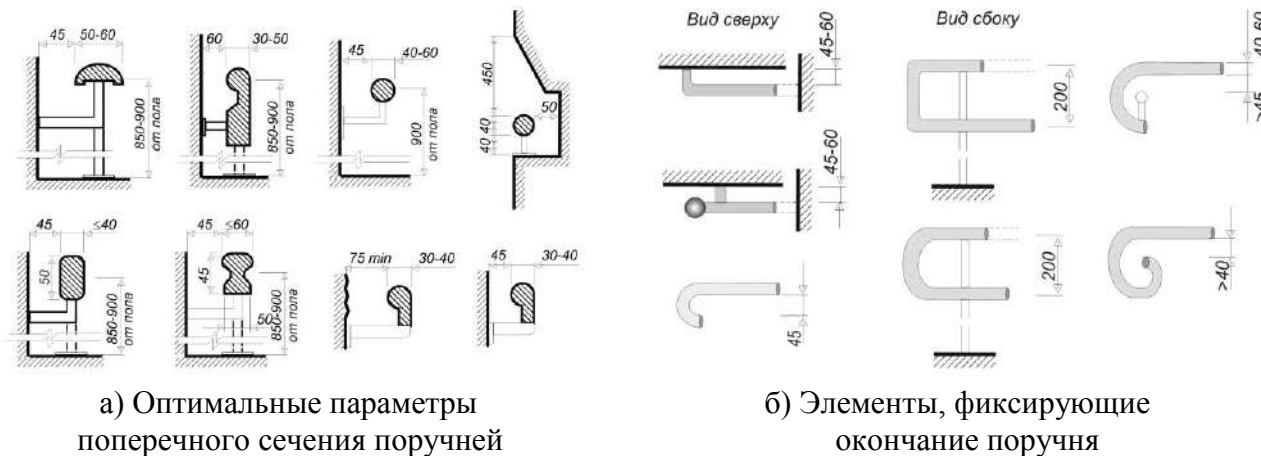 45 50-60
850-900
от пола
60 30-50
850-900
от пола
45 40-60
900
от пола
450
50
40 40
45 ≤40
50
850-900
от пола
45 ≤60
45
50
850-900
от пола
75 min 30-40
45 30-40
а) Оптимальные параметры
поперечного сечения поручней
Вид сверху
45-60
45-60
45
Вид сбоку
200
40-60
>45
200
>40
б) Элементы, фиксирующие
окончание поручня